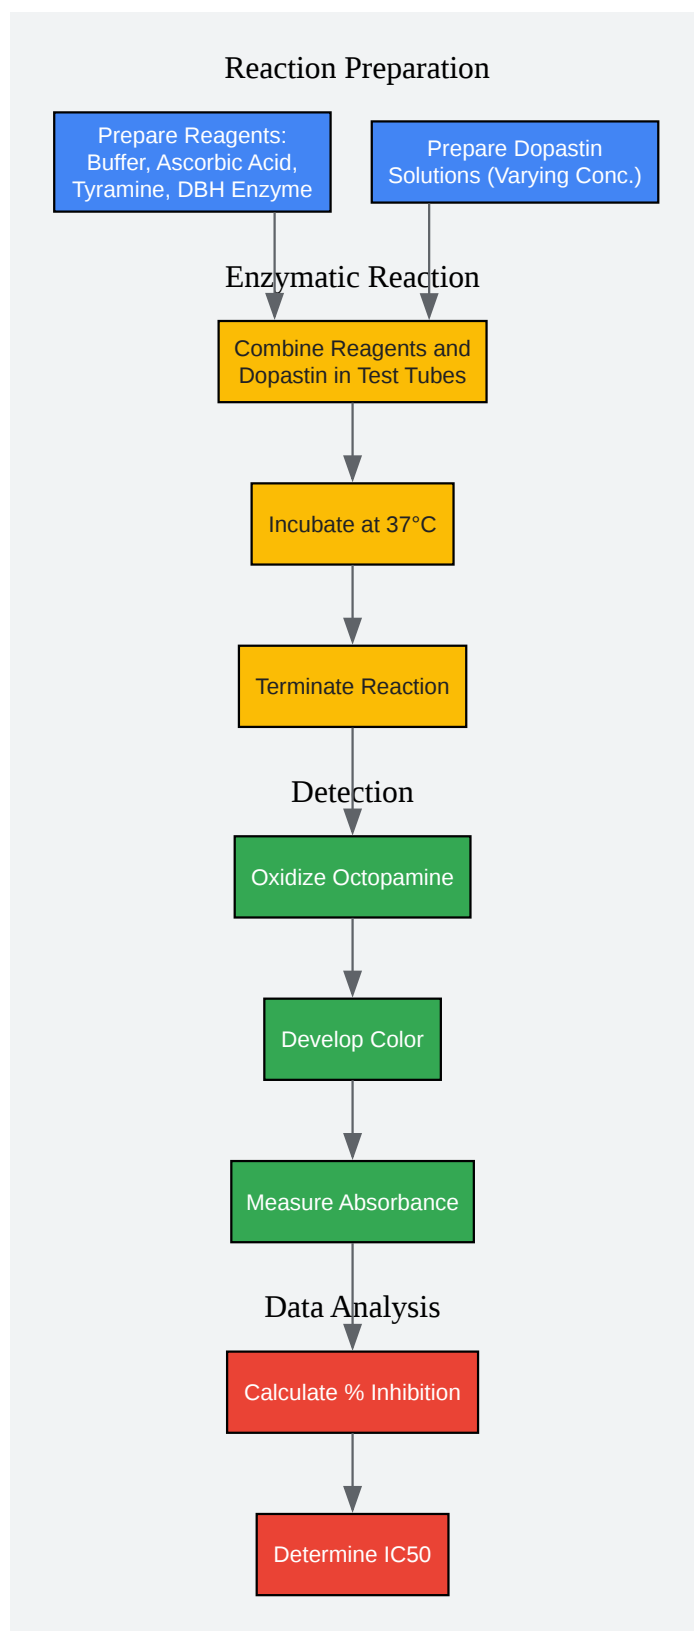 Reaction Preparation
Prepare Reagents:
Buffer, Ascorbic Acid,
Tyramine, DBH Enzyme
Prepare Dopastin
Solutions (Varying Conc.)
Enzymatic Reaction
Combine Reagents and
Dopastin in Test Tubes
Incubate at 37°C
Terminate Reaction
Detection
Oxidize Octopamine
Develop Color
Measure Absorbance
Data Analysis
Calculate % Inhibition
Determine IC50